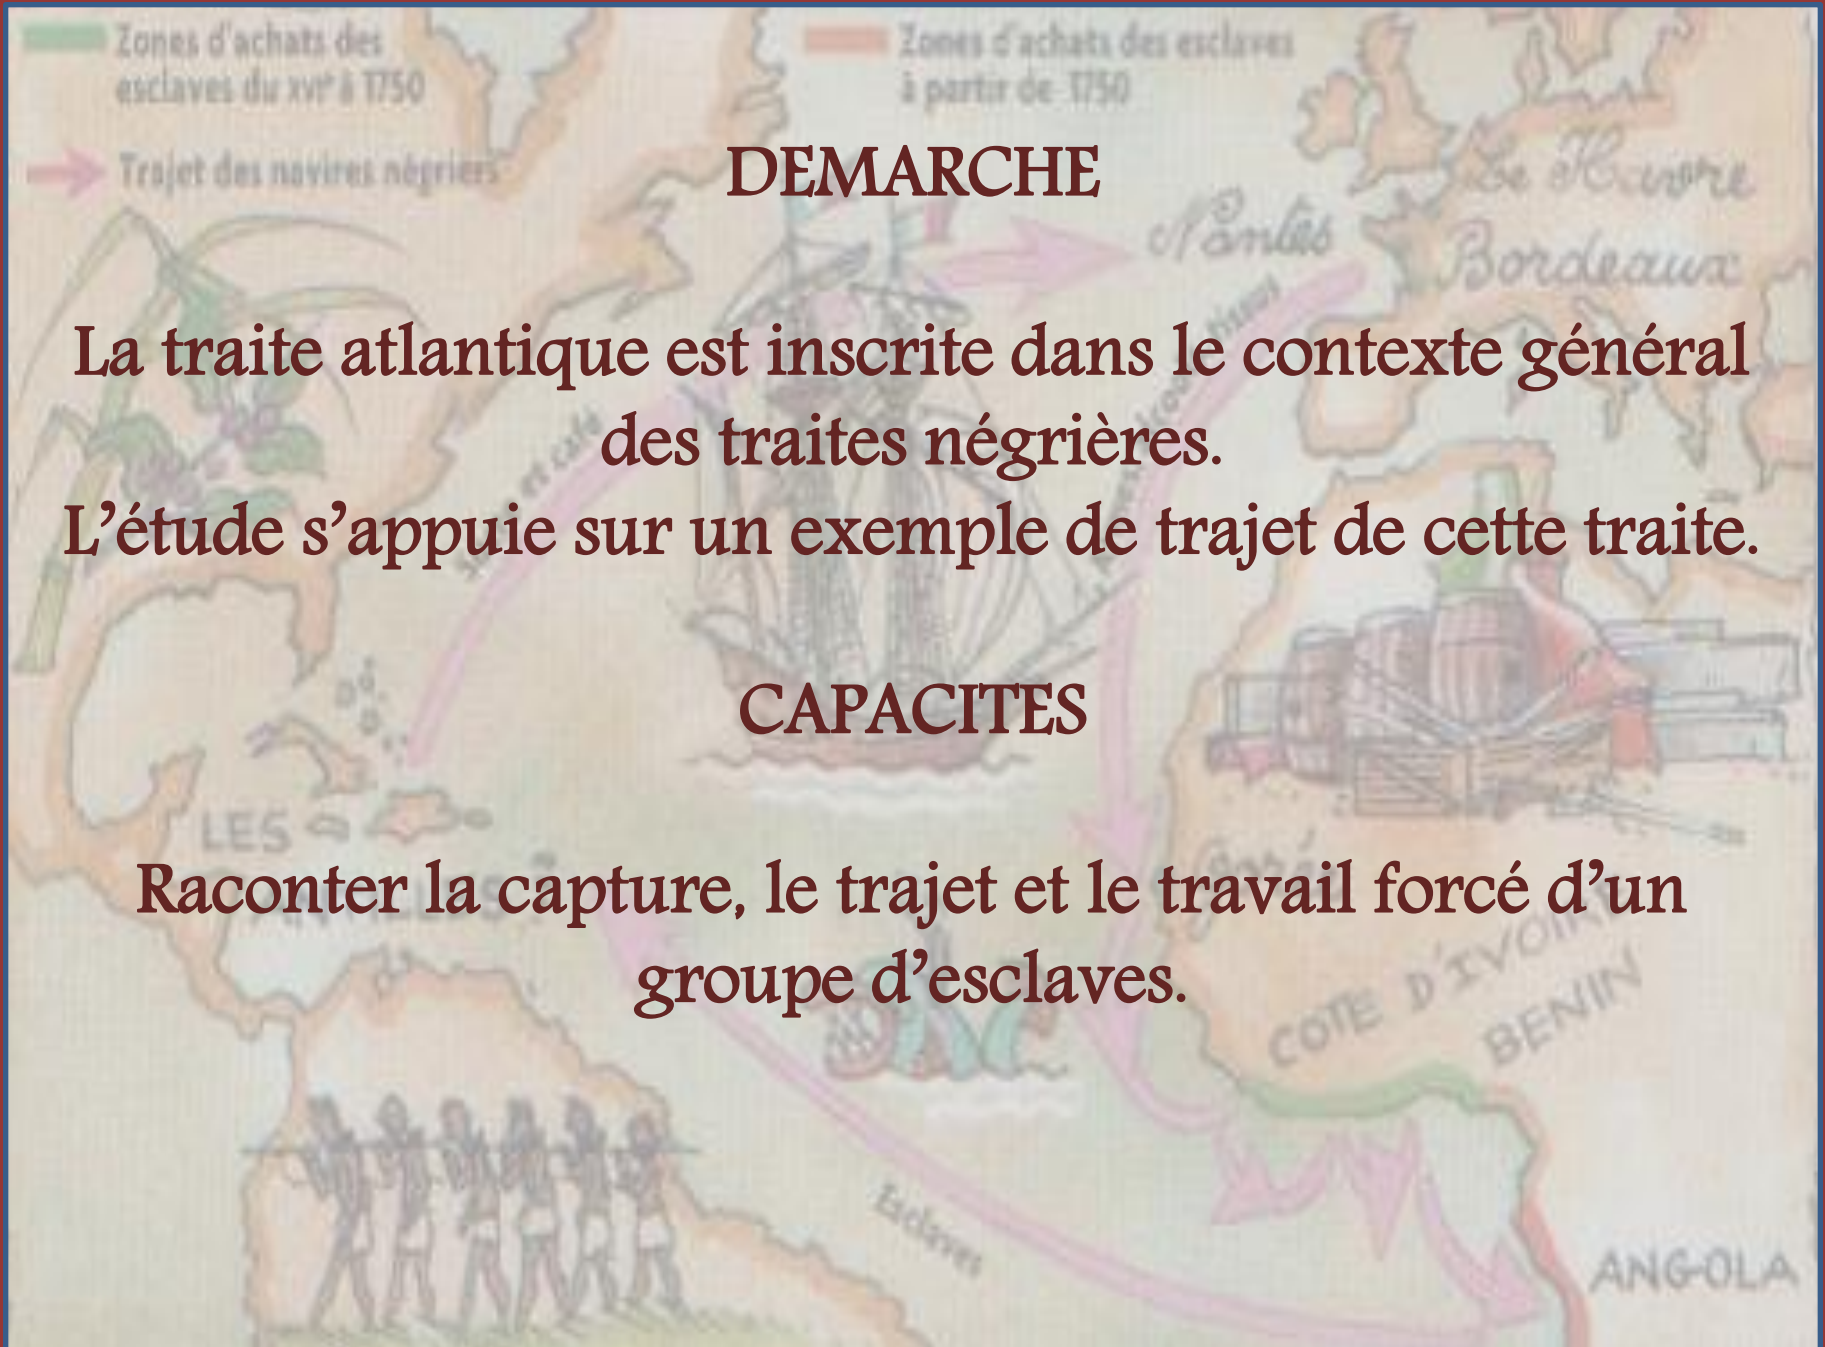 Zones d'achats des
esclaves du XVIe à 1750
Zones d'achats des esclaves
à partir de 1750
Trajet des navires négriers
DEMARCHE
Le Havre
Nantes
Bordeaux
La traite atlantique est inscrite dans le contexte général
des traites négrières.
et café
L’étude s’appuie sur un exemple de trajet de cette traite.
CAPACITES
LES
Raconter la capture, le trajet et le travail forcé d’un
groupe d’esclaves.
COTE D'IVOIRE
BENIN
Esclaves
ANGOLA